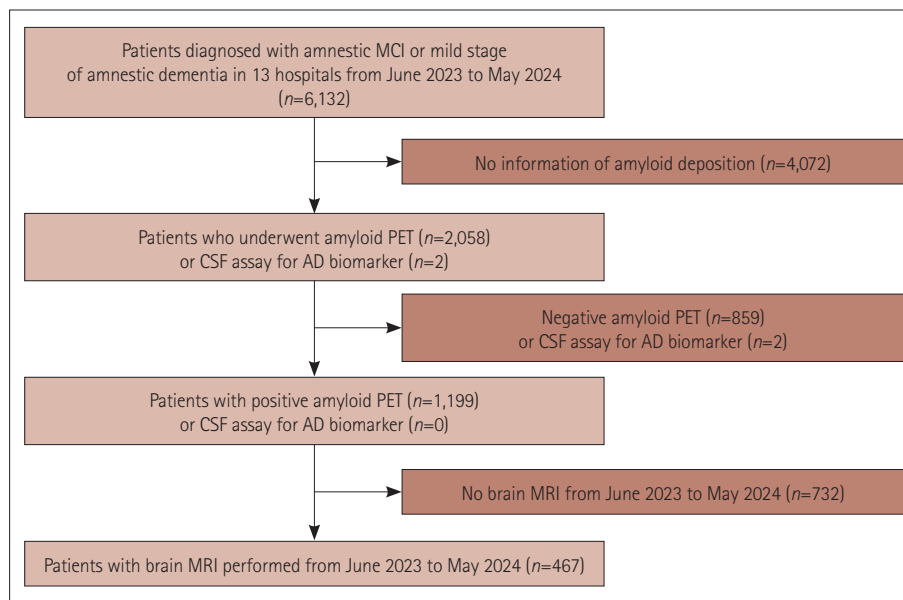 Patients diagnosed with amnestic MCI or mild stage
of amnestic dementia in 13 hospitals from June 2023 to May 2024
(n=6,132)
No information of amyloid deposition (n=4,072)
Patients who underwent amyloid PET (n=2,058)
or CSF assay for AD biomarker (n=2)
Negative amyloid PET (n=859)
or CSF assay for AD biomarker (n=2)
Patients with positive amyloid PET (n=1,199)
or CSF assay for AD biomarker (n=0)
No brain MRI from June 2023 to May 2024 (n=732)
Patients with brain MRI performed from June 2023 to May 2024 (n=467)